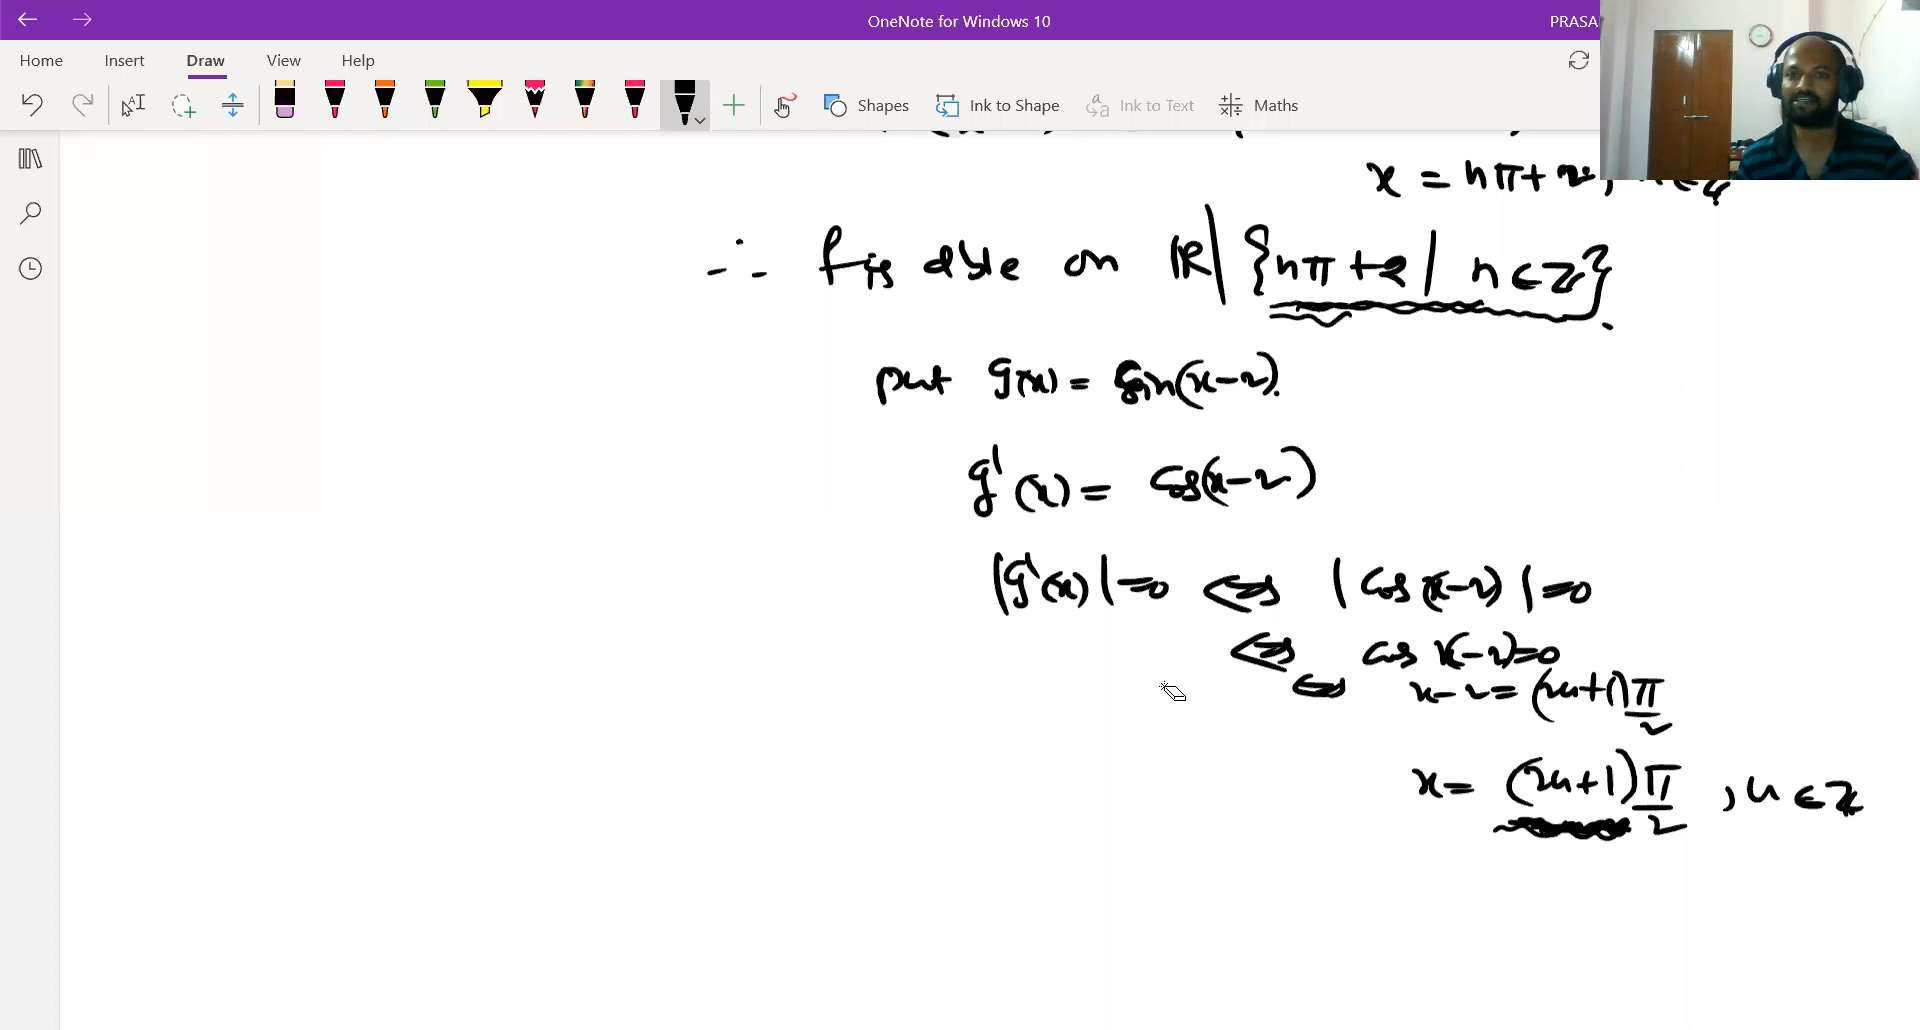 OneNote for Windows 10
Home Insert Draw View Help
Shapes Ink to Shape Ink to Text Maths
x = nπ + 2,
∴ f is dble on ℝ \ {nπ + 2 | n ∈ ℤ}.
put g(x) = Sin(x-2).
g'(x) = Cos(x-2)
|g'(x)| = 0 ⇔ |Cos(x-2)| = 0
⇔ Cos x(-2) = 0
⇔ x-2 = (2n+1)π/2
x = (2n+1)π/2, n ∈ ℤ